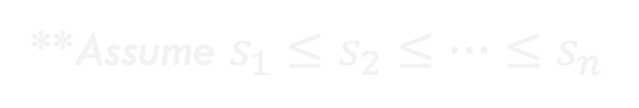 **Assume s₁ ≤ s₂ ≤ ⋯ ≤ sₙ